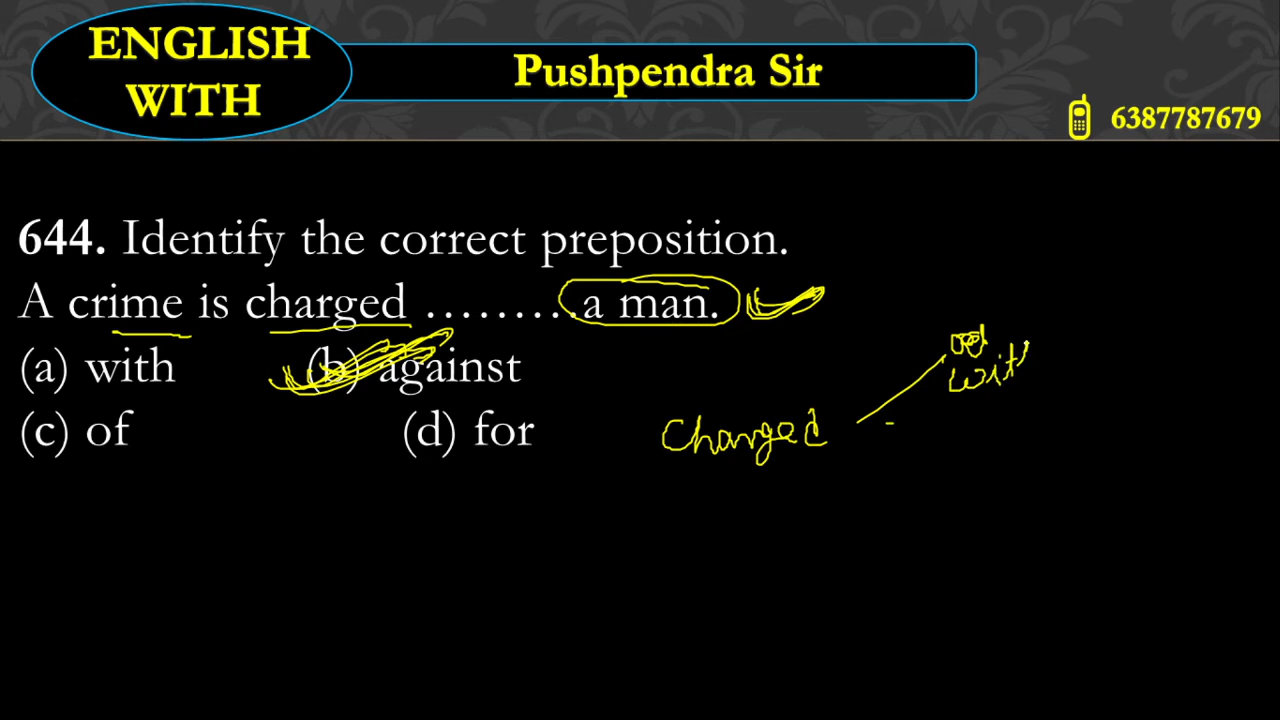 ENGLISH
WITH
Pushpendra Sir
6387787679
644. Identify the correct preposition.
A crime is charged ……….a man.
(a) with (b) against
(c) of (d) for
Charged
with